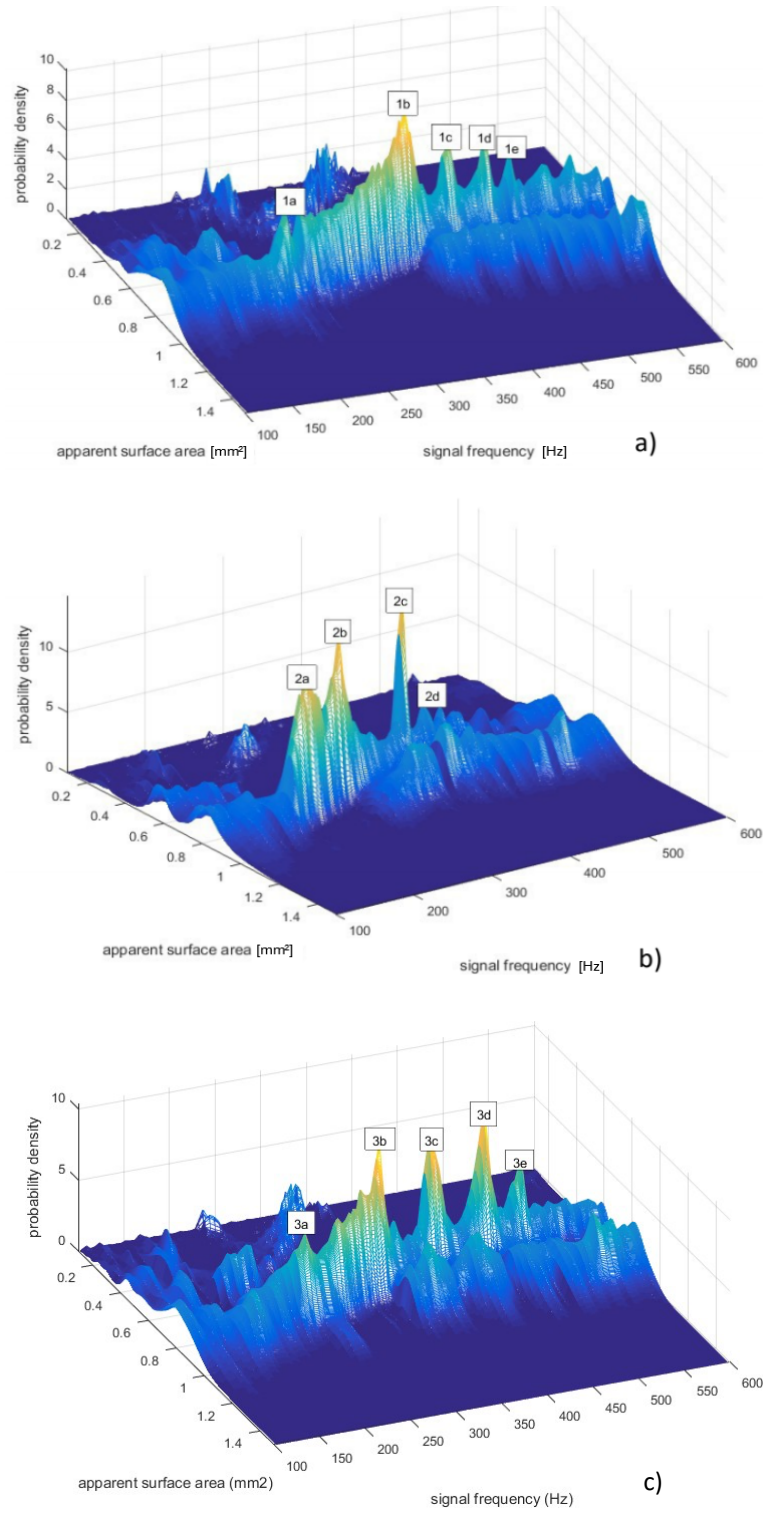 10
8
6
4
2
0
probability density
1a
1b
1c
1d
1e
0.2
0.4
0.6
0.8
1
1.2
1.4
100
150
200
250
300
350
400
450
500
550
600
apparent surface area [mm²]
signal frequency [Hz]
a)
10
5
0
probability density
2a
2b
2c
2d
0.2
0.4
0.6
0.8
1
1.2
1.4
100
200
300
400
500
600
apparent surface area [mm²]
signal frequency [Hz]
b)
10
5
0
probability density
3a
3b
3c
3d
3e
0.2
0.4
0.6
0.8
1
1.2
1.4
100
150
200
250
300
350
400
450
500
550
600
apparent surface area (mm2)
signal frequency (Hz)
c)